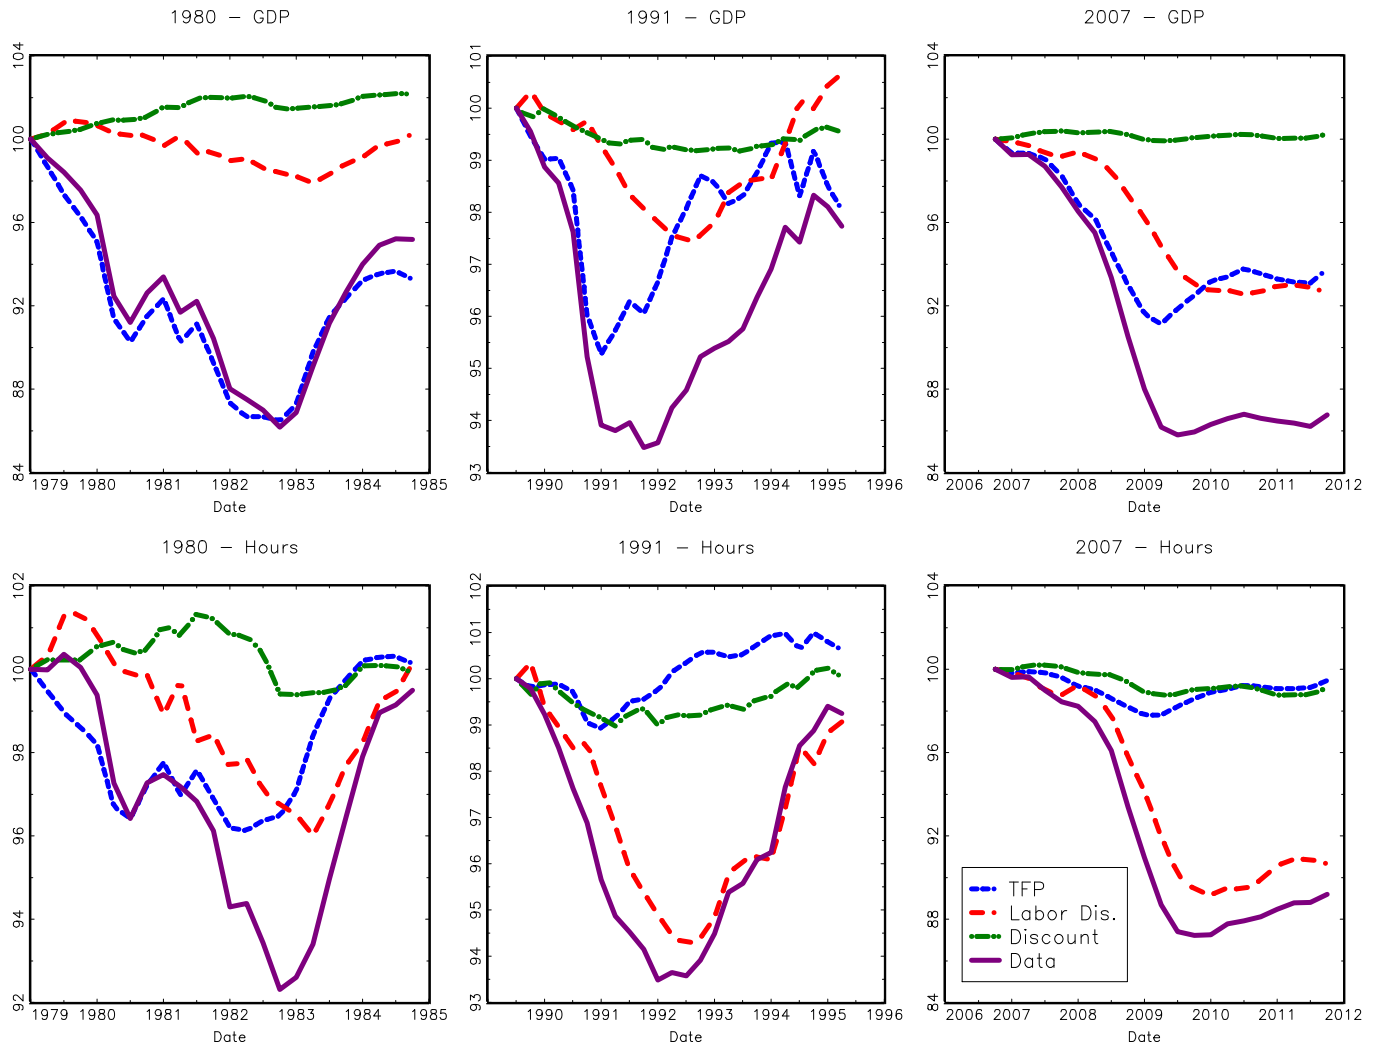 1980 – GDP
104
100
96
92
88
84
1979 1980 1981 1982 1983 1984 1985
Date
1991 – GDP
101
100
99
98
97
96
95
94
93
1990 1991 1992 1993 1994 1995 1996
Date
2007 – GDP
104
100
96
92
88
84
2006 2007 2008 2009 2010 2011 2012
Date
1980 – Hours
102
100
98
96
94
92
1979 1980 1981 1982 1983 1984 1985
Date
1991 – Hours
102
101
100
99
98
97
96
95
94
93
1990 1991 1992 1993 1994 1995 1996
Date
2007 – Hours
104
100
96
92
88
84
TFP
Labor Dis.
Discount
Data
2006 2007 2008 2009 2010 2011 2012
Date